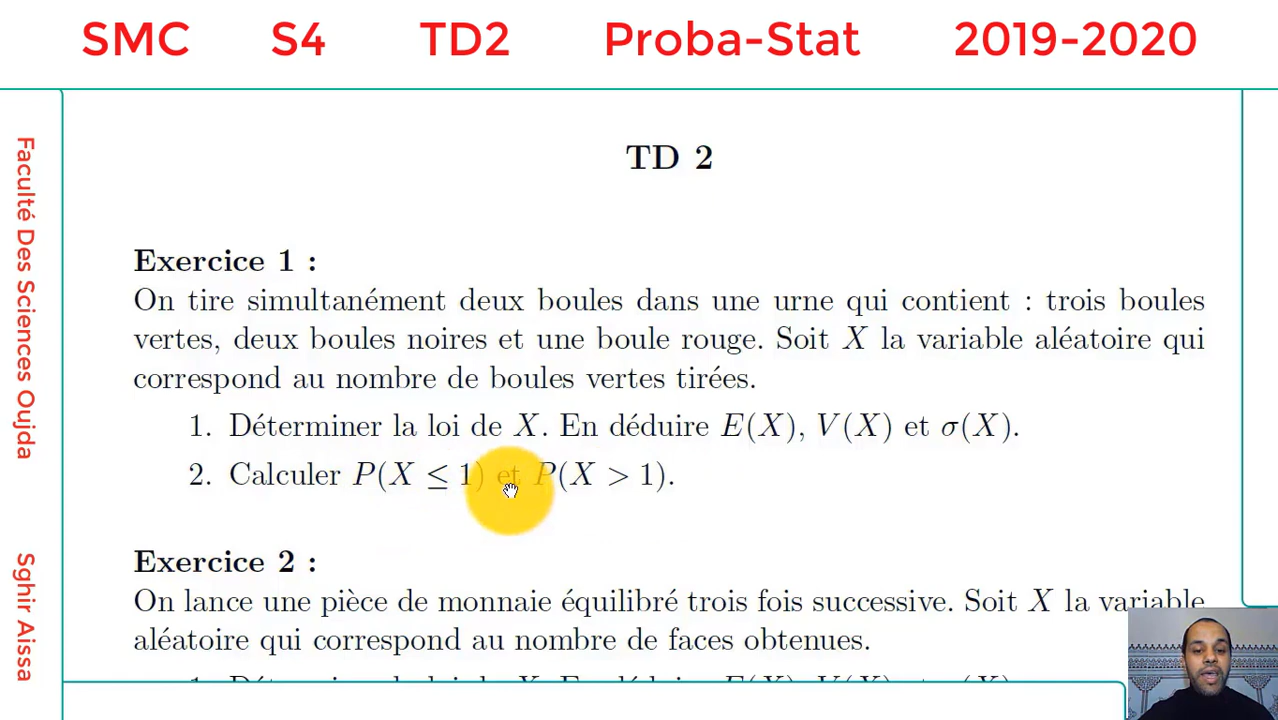 SMC S4 TD2 Proba-Stat 2019-2020
Faculté Des Sciences Oujda
Sghir Aissa
TD 2
Exercice 1 :
On tire simultanément deux boules dans une urne qui contient : trois boules
vertes, deux boules noires et une boule rouge. Soit X la variable aléatoire qui
correspond au nombre de boules vertes tirées.
1. Déterminer la loi de X. En déduire E(X), V(X) et σ(X).
2. Calculer P(X ≤ 1) et P(X > 1).
Exercice 2 :
On lance une pièce de monnaie équilibré trois fois successive. Soit X la variable
aléatoire qui correspond au nombre de faces obtenues.